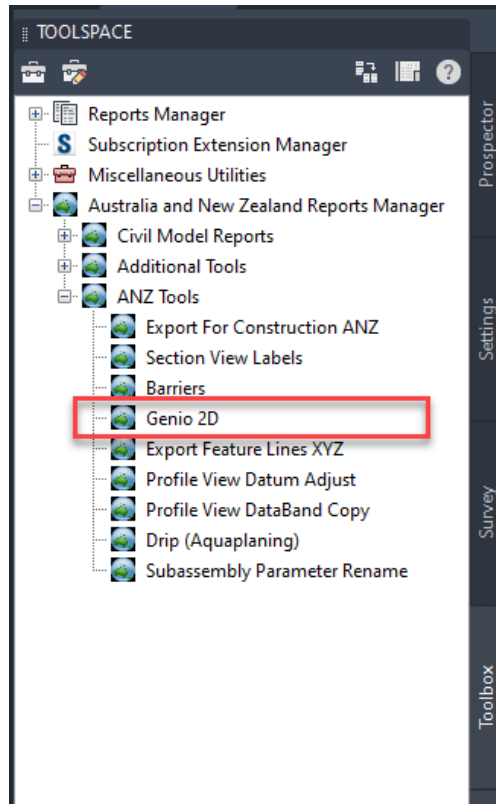 TOOLSPACE
Reports Manager
S Subscription Extension Manager
Miscellaneous Utilities
Australia and New Zealand Reports Manager
Civil Model Reports
Additional Tools
ANZ Tools
Export For Construction ANZ
Section View Labels
Barriers
Genio 2D
Export Feature Lines XYZ
Profile View Datum Adjust
Profile View DataBand Copy
Drip (Aquaplaning)
Subassembly Parameter Rename
Prospector
Settings
Survey
Toolbox